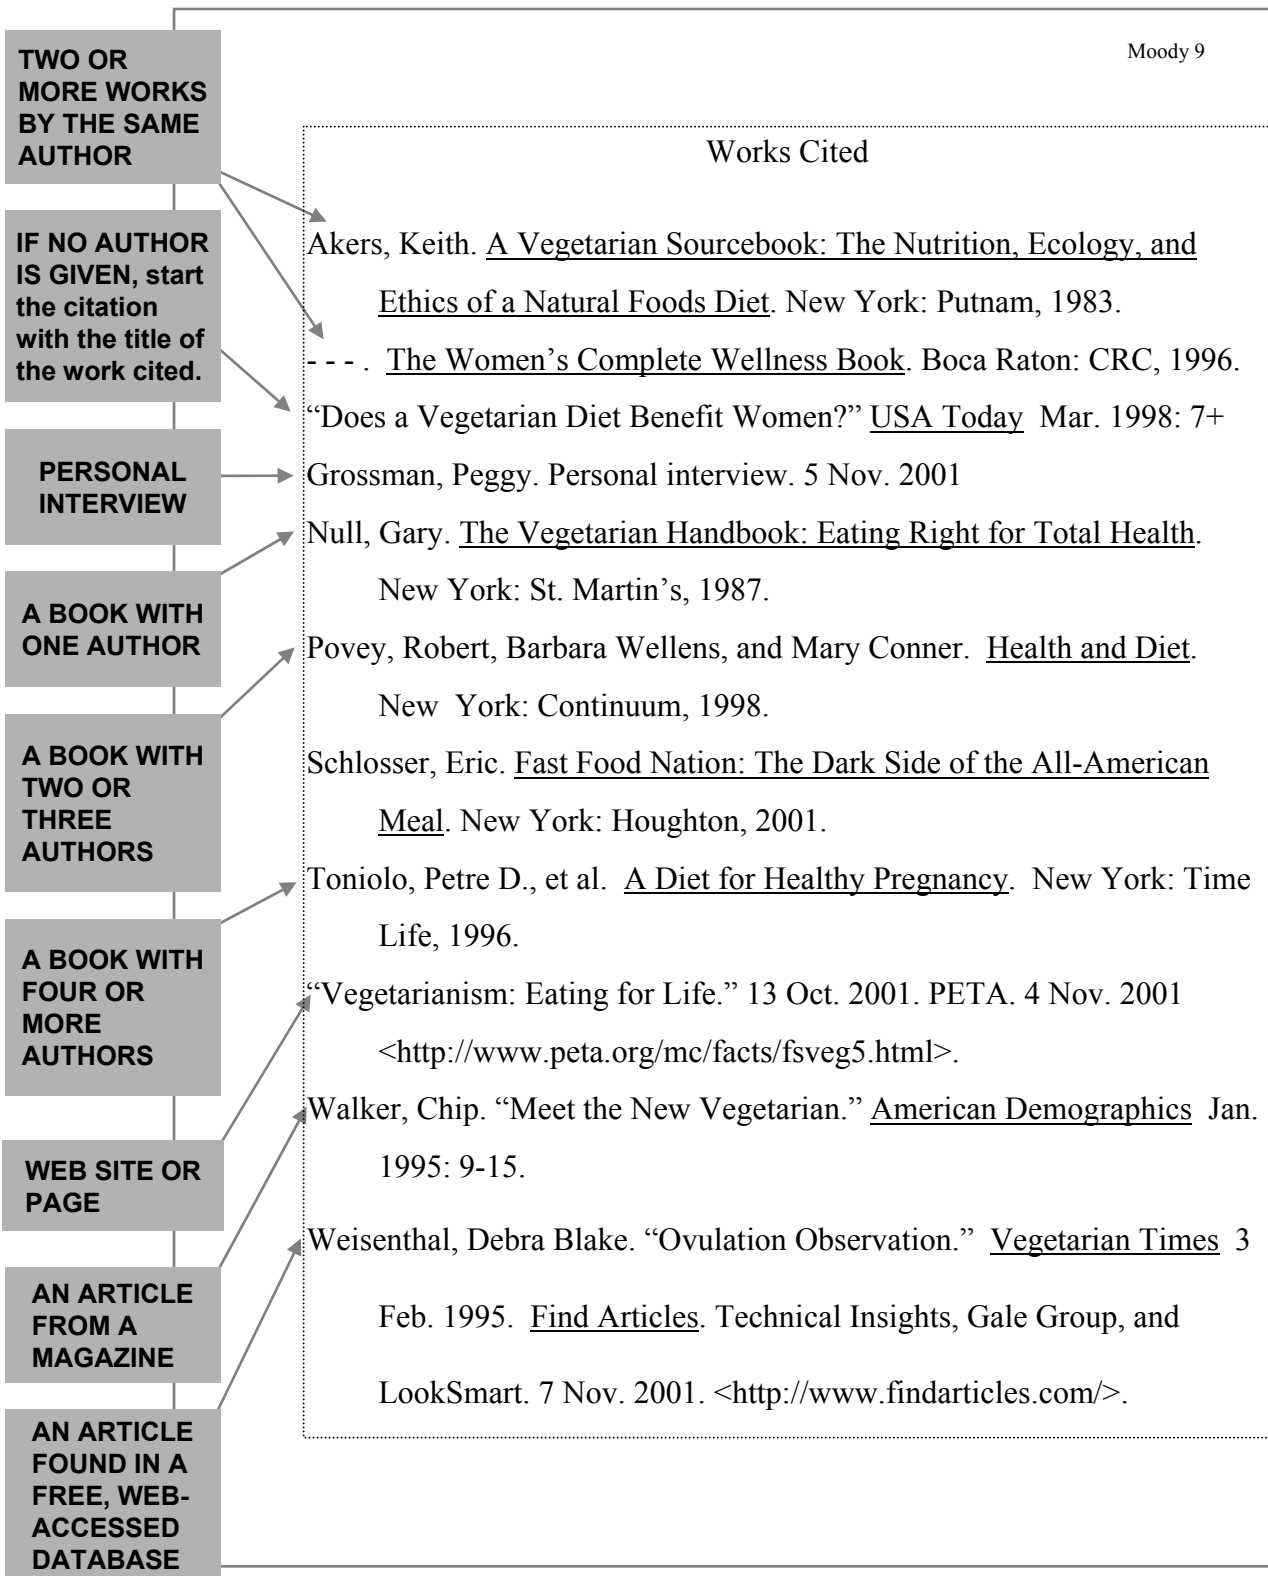 Moody 9
TWO OR
MORE WORKS
BY THE SAME
AUTHOR
IF NO AUTHOR
IS GIVEN, start
the citation
with the title of
the work cited.
PERSONAL
INTERVIEW
A BOOK WITH
ONE AUTHOR
A BOOK WITH
TWO OR
THREE
AUTHORS
A BOOK WITH
FOUR OR
MORE
AUTHORS
WEB SITE OR
PAGE
AN ARTICLE
FROM A
MAGAZINE
AN ARTICLE
FOUND IN A
FREE, WEB-
ACCESSED
DATABASE
Works Cited
Akers, Keith. A Vegetarian Sourcebook: The Nutrition, Ecology, and
Ethics of a Natural Foods Diet. New York: Putnam, 1983.
- - - . The Women’s Complete Wellness Book. Boca Raton: CRC, 1996.
“Does a Vegetarian Diet Benefit Women?” USA Today Mar. 1998: 7+
Grossman, Peggy. Personal interview. 5 Nov. 2001
Null, Gary. The Vegetarian Handbook: Eating Right for Total Health.
New York: St. Martin’s, 1987.
Povey, Robert, Barbara Wellens, and Mary Conner. Health and Diet.
New York: Continuum, 1998.
Schlosser, Eric. Fast Food Nation: The Dark Side of the All-American
Meal. New York: Houghton, 2001.
Toniolo, Petre D., et al. A Diet for Healthy Pregnancy. New York: Time
Life, 1996.
“Vegetarianism: Eating for Life.” 13 Oct. 2001. PETA. 4 Nov. 2001
<http://www.peta.org/mc/facts/fsveg5.html>.
Walker, Chip. “Meet the New Vegetarian.” American Demographics Jan.
1995: 9-15.
Weisenthal, Debra Blake. “Ovulation Observation.” Vegetarian Times 3
Feb. 1995. Find Articles. Technical Insights, Gale Group, and
LookSmart. 7 Nov. 2001. <http://www.findarticles.com/>.